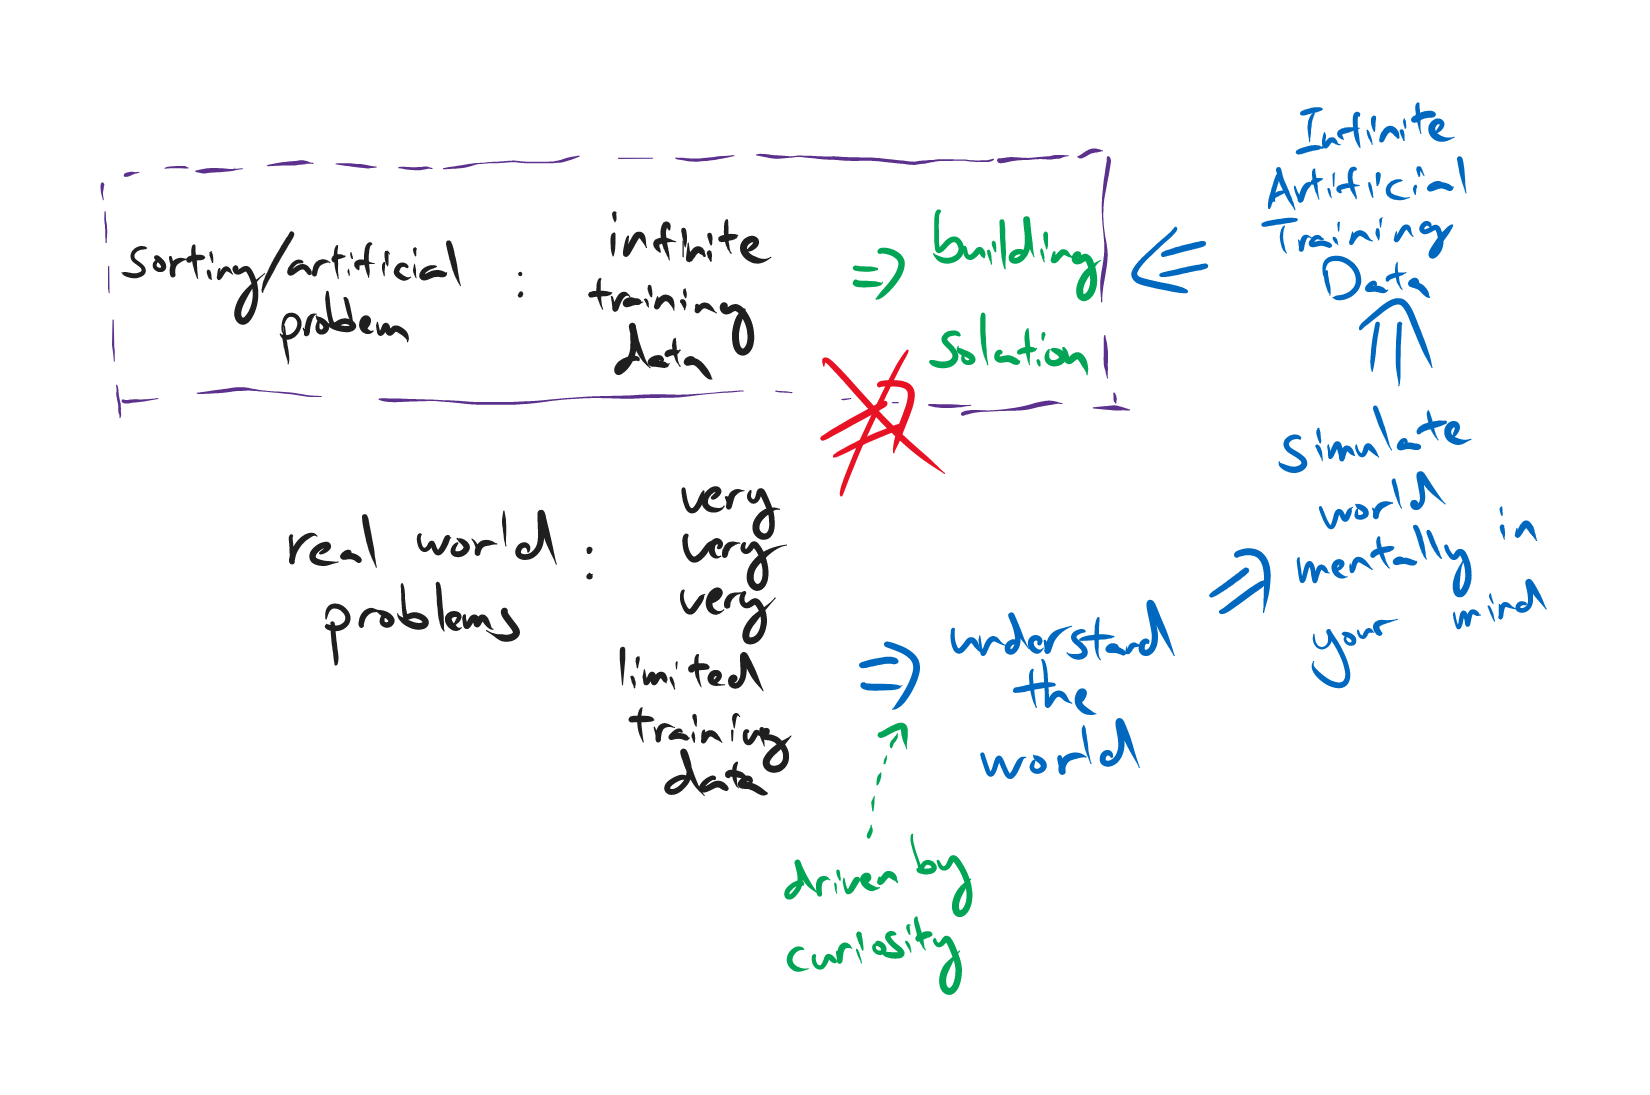 sorting/artificial
problem
:
infinite
training
data
=>
building
solation
<=
Infinite
Artificial
Training
Data
real world :
problems
very
very
very
limited
training
data
=>
understand
the
world
driven by
curiosity
=>
simulate
world
mentally in
your mind